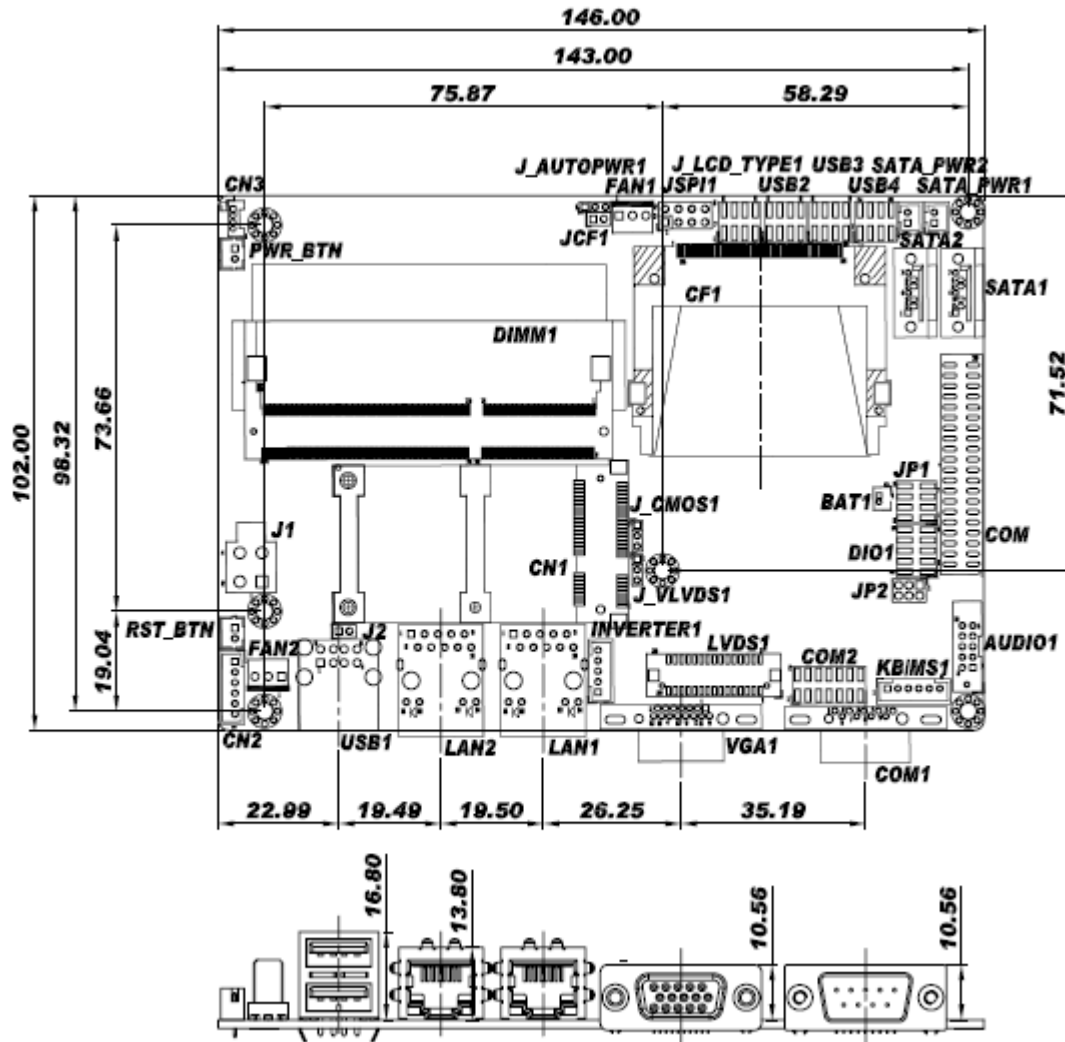 146.00
143.00
75.87
58.29
J_AUTOPWR1
J_LCD_TYPE1
USB3
SATA_PWR2
CN3
FAN1
JSPI1
USB2
USB4
SATA_PWR1
JCF1
PWR_BTN
SATA2
CF1
SATA1
DIMM1
71.52
73.66
98.32
102.00
JP1
BAT1
J_CMOS1
J1
COM
DIO1
CN1
JP2
J_VLVDS1
RST_BTN
J2
INVERTER1
FAN2
LVDS1
AUDIO1
19.04
COM2
KB/MS1
CN2
USB1
LAN2
LAN1
VGA1
COM1
22.99
19.49
19.50
26.25
35.19
16.80
13.80
10.56
10.56